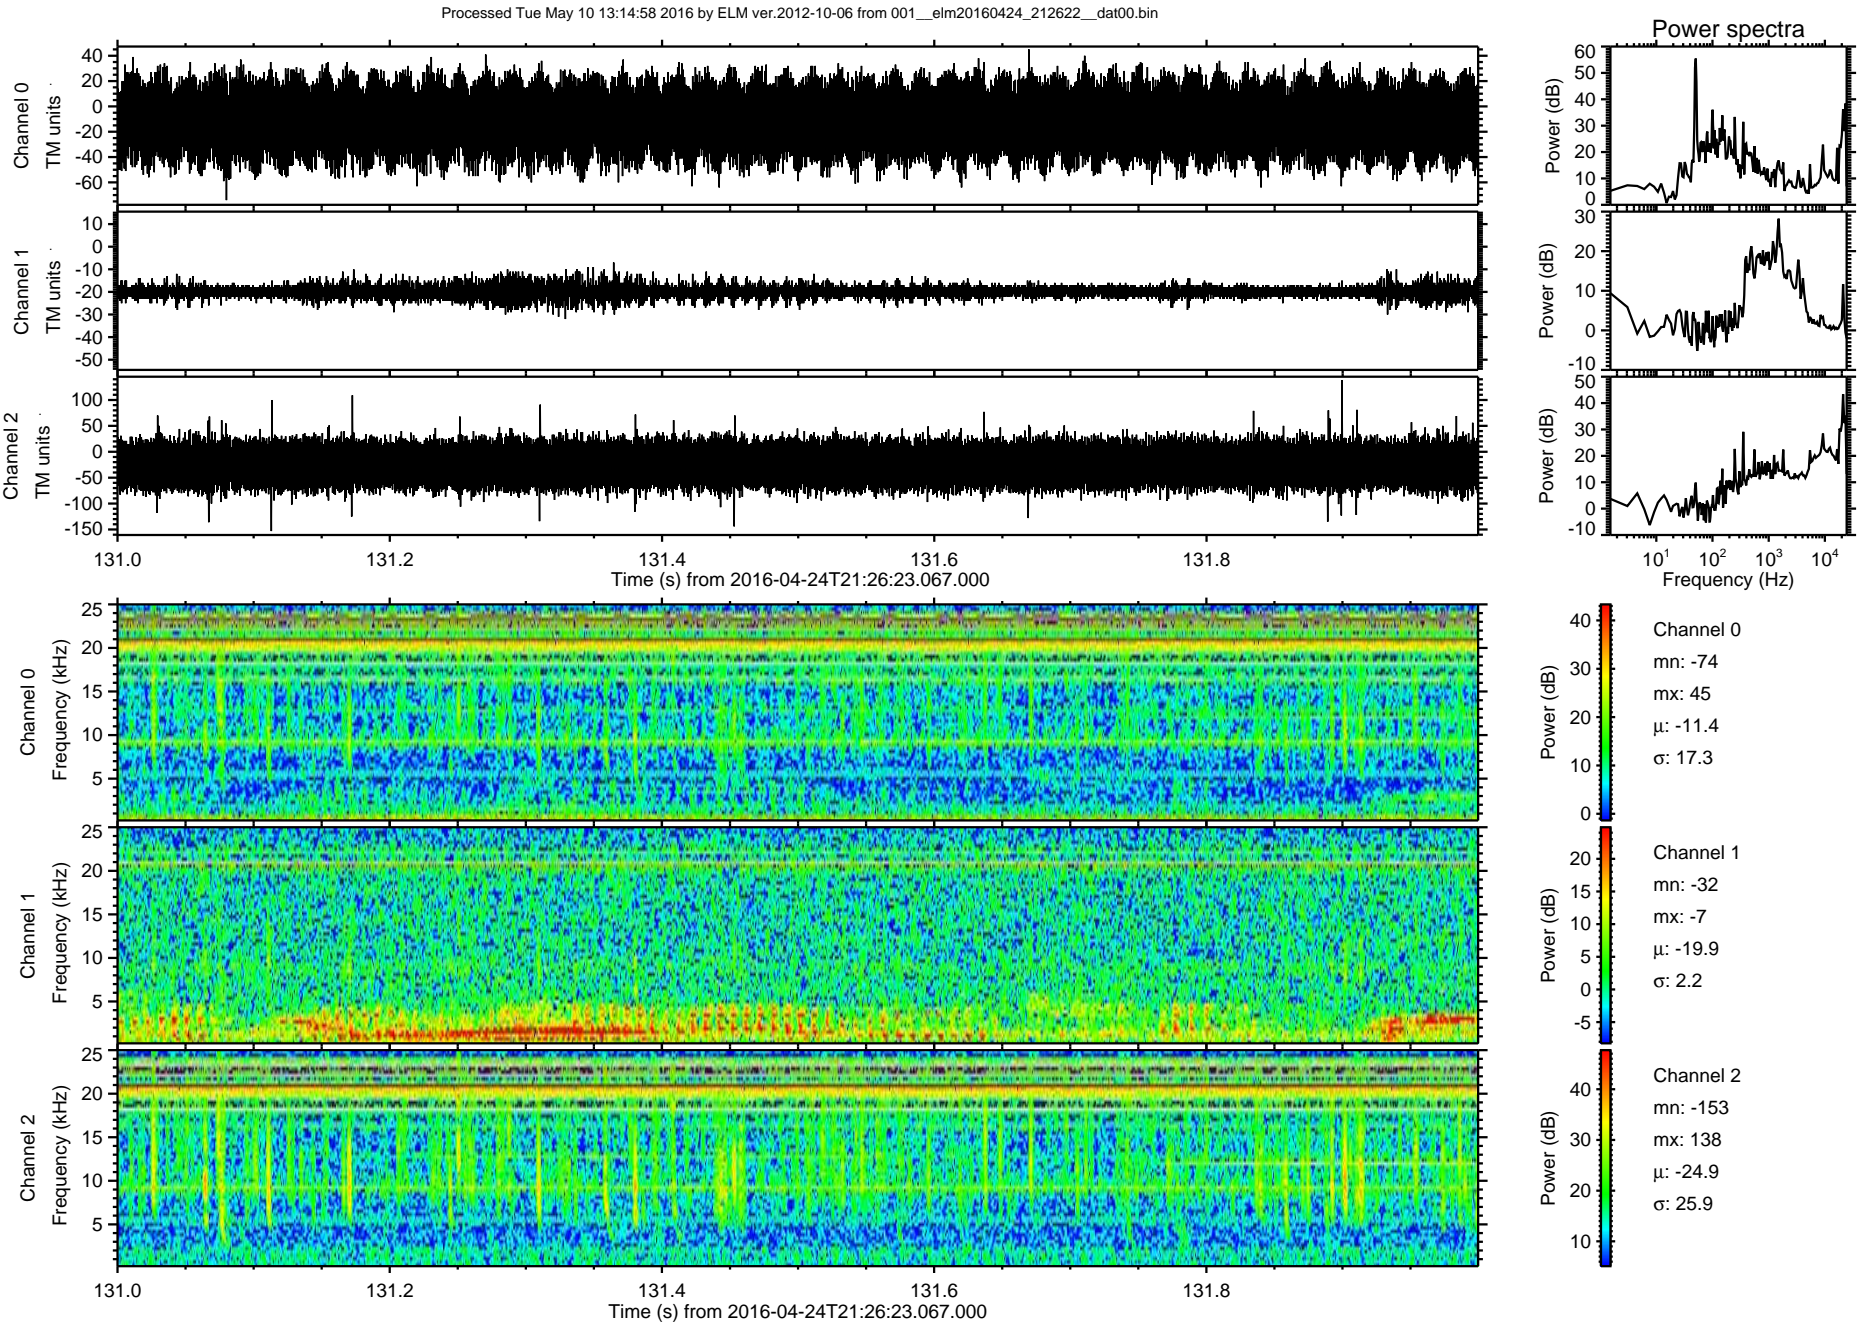 Processed Tue May 10 13:14:58 2016 by ELM ver.2012-10-06 from 001__elm20160424_212622__dat00.bin
Power spectra
Channel 0
TM units
40
20
0
-20
-40
-60
Power (dB)
60
50
40
30
20
10
0
Channel 1
TM units
10
0
-10
-20
-30
-40
-50
Power (dB)
30
20
10
0
-10
Channel 2
TM units
100
50
0
-50
-100
-150
Power (dB)
50
40
30
20
10
0
-10
131.0 131.2 131.4 131.6 131.8
Time (s) from 2016-04-24T21:26:23.067.000
10¹ 10² 10³ 10⁴
Frequency (Hz)
Channel 0
Frequency (kHz)
25
20
15
10
5
Power (dB)
40
30
20
10
0
Channel 0
mn: -74
mx: 45
μ: -11.4
σ: 17.3
Channel 1
Frequency (kHz)
25
20
15
10
5
Power (dB)
20
15
10
5
0
-5
Channel 1
mn: -32
mx: -7
μ: -19.9
σ: 2.2
Channel 2
Frequency (kHz)
25
20
15
10
5
Power (dB)
40
30
20
10
Channel 2
mn: -153
mx: 138
μ: -24.9
σ: 25.9
131.0 131.2 131.4 131.6 131.8
Time (s) from 2016-04-24T21:26:23.067.000